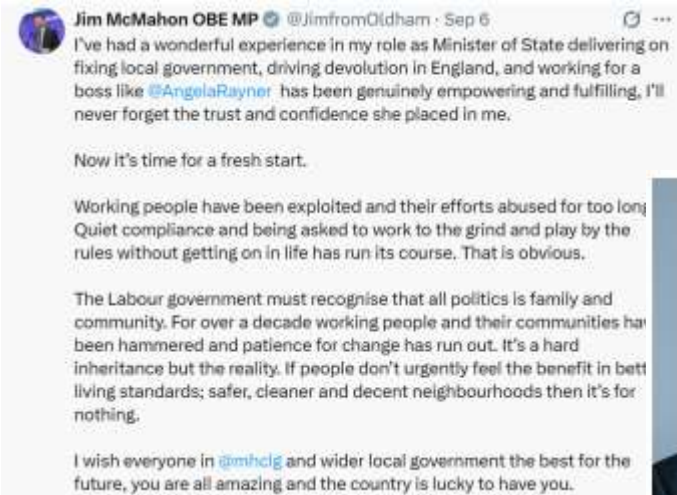 Jim McMahon OBE MP @JimfromOldham · Sep 6
I've had a wonderful experience in my role as Minister of State delivering on
fixing local government, driving devolution in England, and working for a
boss like @AngelaRayner has been genuinely empowering and fulfilling, I'll
never forget the trust and confidence she placed in me.
Now it's time for a fresh start.
Working people have been exploited and their efforts abused for too long
Quiet compliance and being asked to work to the grind and play by the
rules without getting on in life has run its course. That is obvious.
The Labour government must recognise that all politics is family and
community. For over a decade working people and their communities ha
been hammered and patience for change has run out. It's a hard
inheritance but the reality. If people don't urgently feel the benefit in bett
living standards; safer, cleaner and decent neighbourhoods then it's for
nothing.
I wish everyone in @mhclg and wider local government the best for the
future, you are all amazing and the country is lucky to have you.